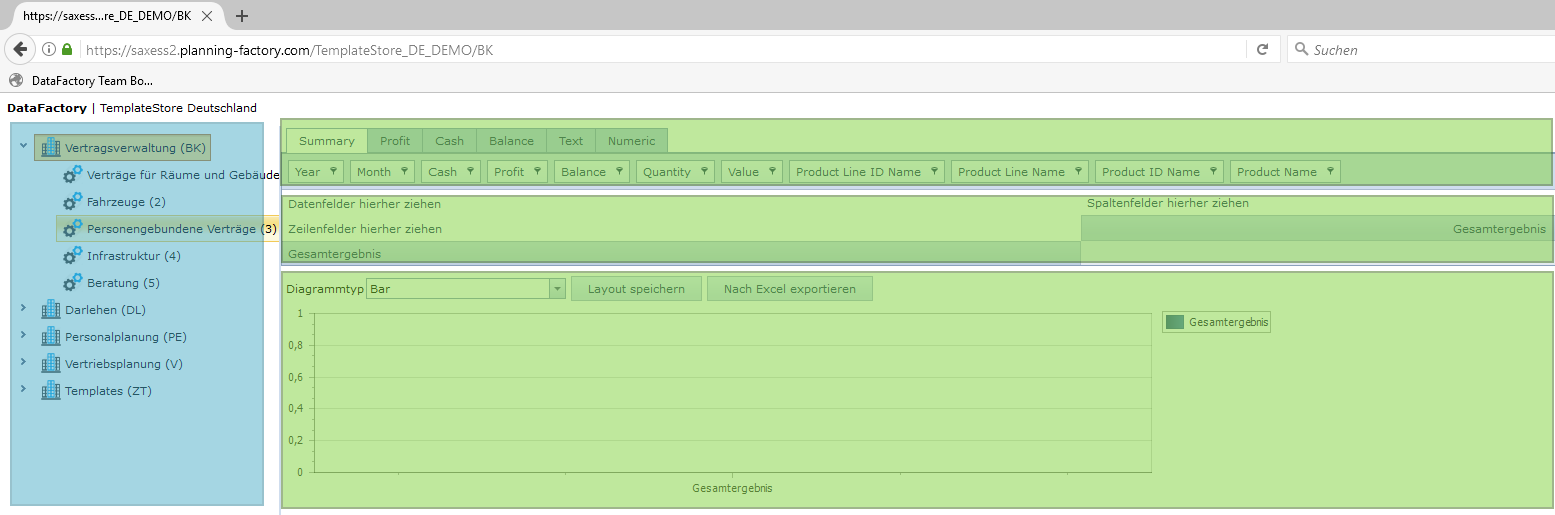 https://saxess...re_DE_DEMO/BK
https://saxess2.planning-factory.com/TemplateStore_DE_DEMO/BK
Suchen
DataFactory Team Bo...
DataFactory | TemplateStore Deutschland
Vertragsverwaltung (BK)
Verträge für Räume und Gebäude
Fahrzeuge (2)
Personengebundene Verträge (3)
Infrastruktur (4)
Beratung (5)
Darlehen (DL)
Personalplanung (PE)
Vertriebsplanung (V)
Templates (ZT)
Summary Profit Cash Balance Text Numeric
Year Month Cash Profit Balance Quantity Value Product Line ID Name Product Line Name Product ID Name Product Name
Datenfelder hierher ziehen
Spaltenfelder hierher ziehen
Zeilenfelder hierher ziehen
Gesamtergebnis
Gesamtergebnis
Diagrammtyp Bar Layout speichern Nach Excel exportieren
1
0,8
0,6
0,4
0,2
0
Gesamtergebnis
Gesamtergebnis